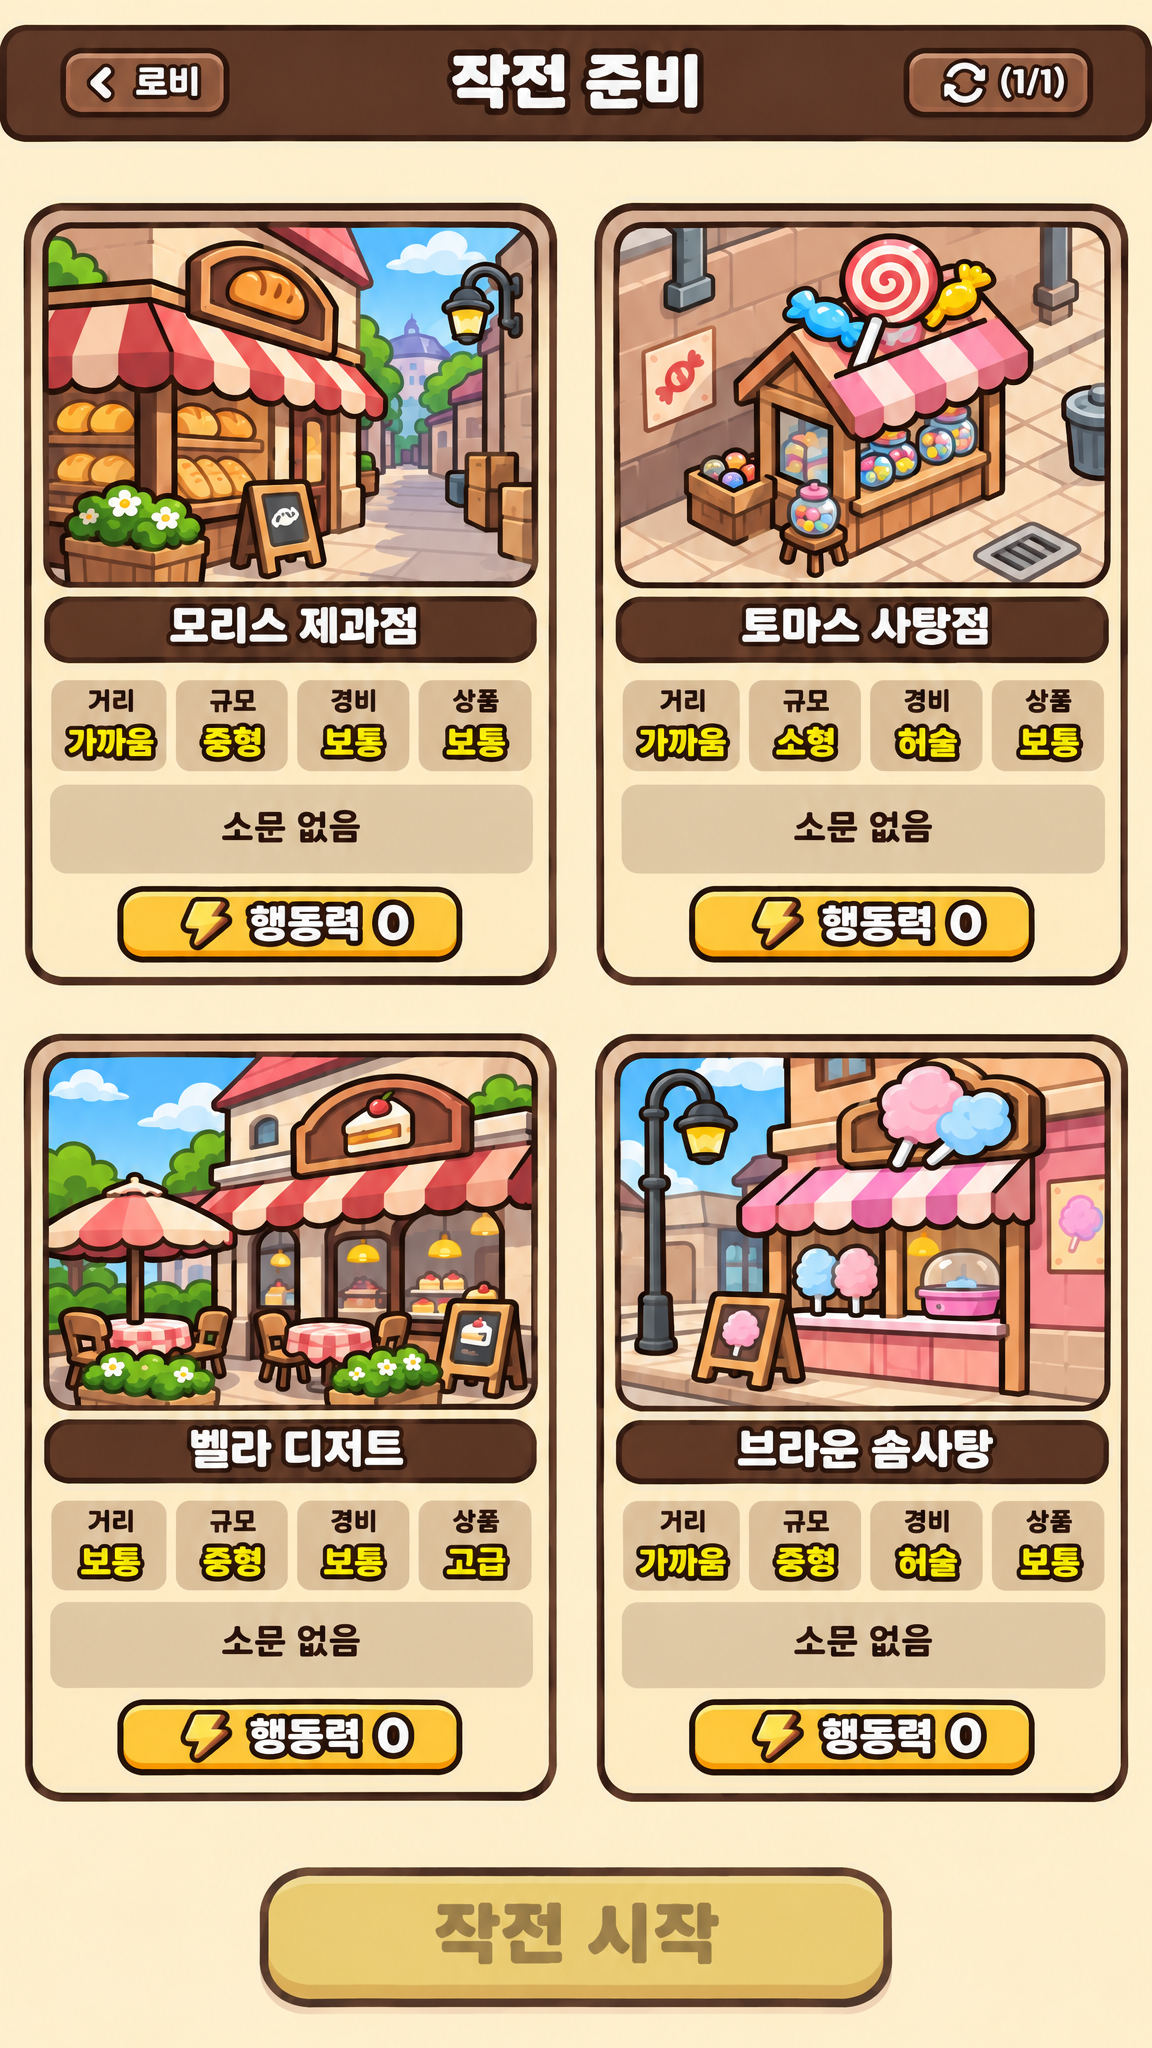 로비
작전 준비
(1/1)
모리스 제과점
거리 규모 경비 상품
가까움 중형 보통 보통
소문 없음
행동력 0
토마스 사탕점
거리 규모 경비 상품
가까움 소형 허술 보통
소문 없음
행동력 0
벨라 디저트
거리 규모 경비 상품
보통 중형 보통 고급
소문 없음
행동력 0
브라운 솜사탕
거리 규모 경비 상품
가까움 중형 허술 보통
소문 없음
행동력 0
작전 시작